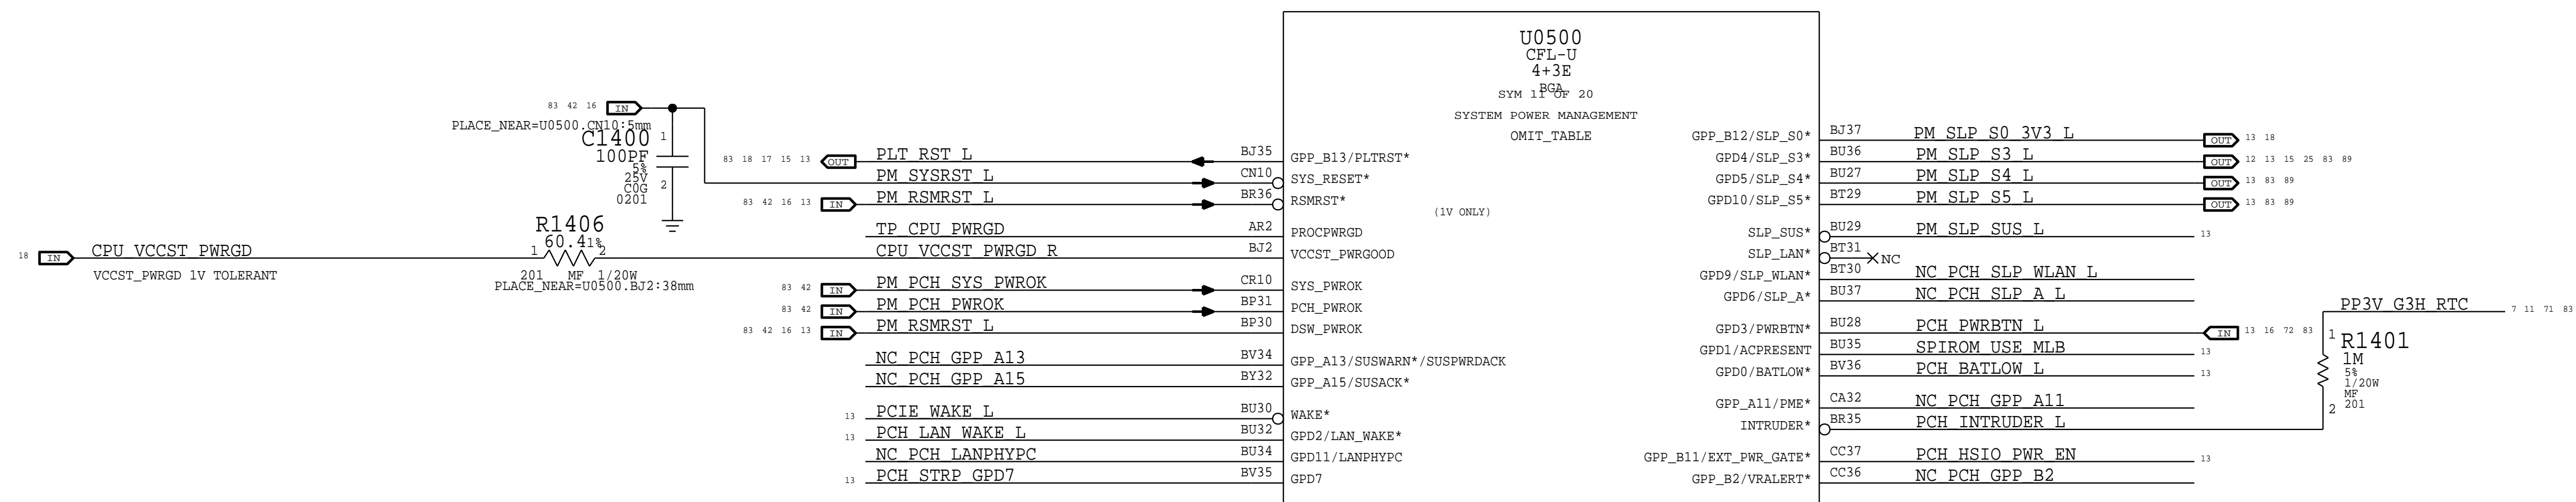 U0500
CFL-U
4+3E
BGA
SYM 11 OF 20
SYSTEM POWER MANAGEMENT
OMIT_TABLE
(1V ONLY)
83 42 16 IN
PLACE_NEAR=U0500.CN10:5mm
C1400 1
100PF
5%
25V 2
C0G
0201
83 18 17 15 13 OUT PLT_RST_L BJ35 GPP_B13/PLTRST*
PM_SYSRST_L CN10 SYS_RESET*
83 42 16 13 IN PM_RSMRST_L BR36 RSMRST*
TP_CPU_PWRGD AR2 PROCPWRGD
R1406
60.4 1%
18 IN CPU_VCCST_PWRGD 1 2 CPU_VCCST_PWRGD_R BJ2 VCCST_PWRGOOD
VCCST_PWRGD 1V TOLERANT
201 MF 1/20W
PLACE_NEAR=U0500.BJ2:38mm
83 42 IN PM_PCH_SYS_PWROK CR10 SYS_PWROK
83 42 IN PM_PCH_PWROK BP31 PCH_PWROK
83 42 16 13 IN PM_RSMRST_L BP30 DSW_PWROK
NC_PCH_GPP_A13 BV34 GPP_A13/SUSWARN*/SUSPWRDACK
NC_PCH_GPP_A15 BY32 GPP_A15/SUSACK*
13 PCIE_WAKE_L BU30 WAKE*
13 PCH_LAN_WAKE_L BU32 GPD2/LAN_WAKE*
NC_PCH_LANPHYPC BU34 GPD11/LANPHYPC
13 PCH_STRP_GPD7 BV35 GPD7
GPP_B12/SLP_S0* BJ37 PM_SLP_S0_3V3_L OUT 13 18
GPD4/SLP_S3* BU36 PM_SLP_S3_L OUT 12 13 15 25 83 89
GPD5/SLP_S4* BU27 PM_SLP_S4_L OUT 13 83 89
GPD10/SLP_S5* BT29 PM_SLP_S5_L OUT 13 83 89
SLP_SUS* BU29 PM_SLP_SUS_L 13
SLP_LAN* BT31 NC
GPD9/SLP_WLAN* BT30 NC_PCH_SLP_WLAN_L
GPD6/SLP_A* BU37 NC_PCH_SLP_A_L
GPD3/PWRBTN* BU28 PCH_PWRBTN_L IN 13 16 72 83
GPD1/ACPRESENT BU35 SPIROM_USE_MLB 13
GPD0/BATLOW* BV36 PCH_BATLOW_L 13
GPP_A11/PME* CA32 NC_PCH_GPP_A11
INTRUDER* BR35 PCH_INTRUDER_L
GPP_B11/EXT_PWR_GATE* CC37 PCH_HSIO_PWR_EN 13
GPP_B2/VRALERT* CC36 NC_PCH_GPP_B2
PP3V_G3H_RTC 7 11 71 83
1 R1401
1M
5%
1/20W
MF
2 201